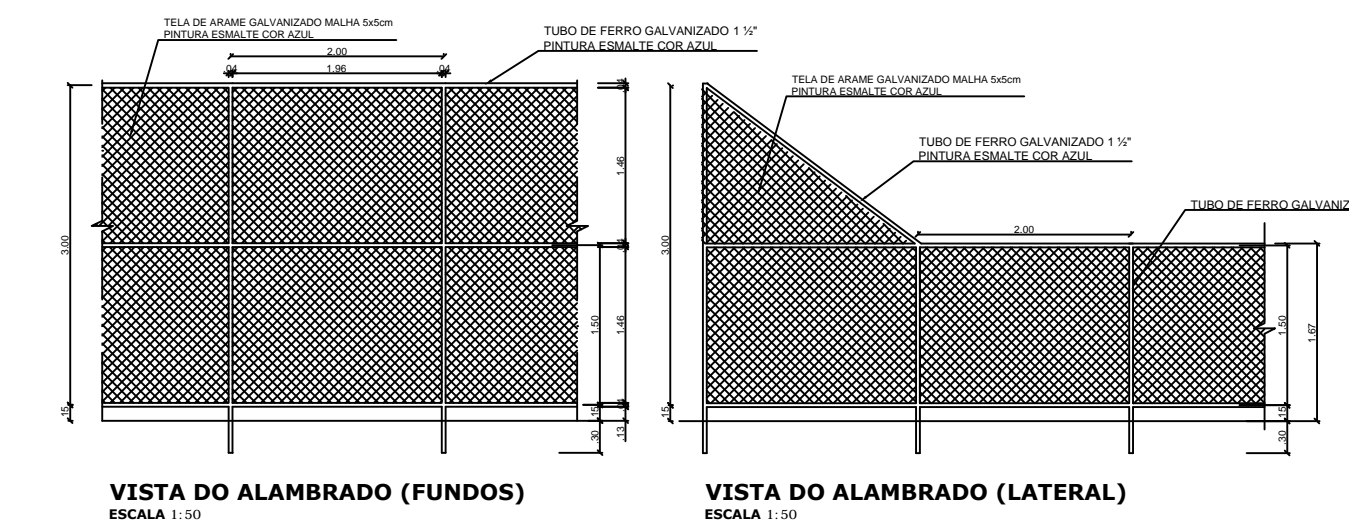 TELA DE ARAME GALVANIZADO MALHA 5x5cm
PINTURA ESMALTE COR AZUL
TUBO DE FERRO GALVANIZADO 1 ½"
PINTURA ESMALTE COR AZUL
2.00
.04
1.96
.04
3.00
.15
.04
1.46
.04
1.50
1.46
.04
.15
.30
.13
VISTA DO ALAMBRADO (FUNDOS)
ESCALA 1:50
TELA DE ARAME GALVANIZADO MALHA 5x5cm
PINTURA ESMALTE COR AZUL
TUBO DE FERRO GALVANIZADO 1 ½"
PINTURA ESMALTE COR AZUL
TUBO DE FERRO GALVANIZ
2.00
3.00
.15
1.50
1.67
.15
.30
VISTA DO ALAMBRADO (LATERAL)
ESCALA 1:50